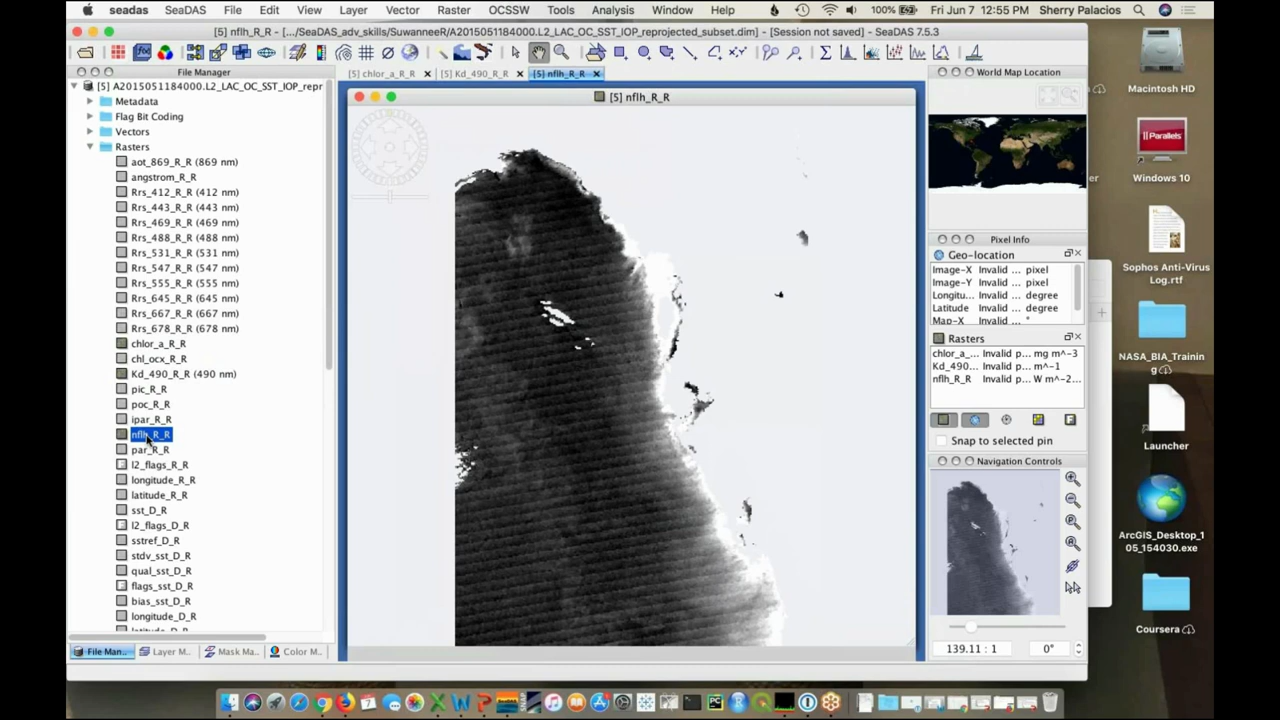 seadas SeaDAS File Edit View Layer Vector Raster OCSSW Tools Analysis Window Help 100% Fri Jun 7 12:55 PM Sherry Palacios
[5] nflh_R_R - [.../SeaDAS_adv_skills/SuwanneeR/A2015051184000.L2_LAC_OC_SST_IOP_reprojected_subset.dim] - [Session not saved] - SeaDAS 7.5.3
File Manager
[5] chlor_a_R_R [5] Kd_490_R_R [5] nflh_R_R
World Map Location
[5] A2015051184000.L2_LAC_OC_SST_IOP_repr
Metadata
Flag Bit Coding
Vectors
Rasters
aot_869_R_R (869 nm)
angstrom_R_R
Rrs_412_R_R (412 nm)
Rrs_443_R_R (443 nm)
Rrs_469_R_R (469 nm)
Rrs_488_R_R (488 nm)
Rrs_531_R_R (531 nm)
Rrs_547_R_R (547 nm)
Rrs_555_R_R (555 nm)
Rrs_645_R_R (645 nm)
Rrs_667_R_R (667 nm)
Rrs_678_R_R (678 nm)
chlor_a_R_R
chl_ocx_R_R
Kd_490_R_R (490 nm)
pic_R_R
poc_R_R
ipar_R_R
nflh_R_R
par_R_R
l2_flags_R_R
longitude_R_R
latitude_R_R
sst_D_R
l2_flags_D_R
sstref_D_R
stdv_sst_D_R
qual_sst_D_R
flags_sst_D_R
bias_sst_D_R
longitude_D_R
latitude_D_R
File Man... Layer M... Mask Ma... Color M...
[5] nflh_R_R
Pixel Info
Geo-location
Image-X Invalid ... pixel
Image-Y Invalid ... pixel
Longitu... Invalid ... degree
Latitude Invalid ... degree
Map-X Invalid ... °
Rasters
chlor_a_... Invalid p... mg m^-3
Kd_490... Invalid p... m^-1
nflh_R_R Invalid p... W m^-2...
Snap to selected pin
Navigation Controls
139.11 : 1 0°
Macintosh HD
Parallels
Windows 10
Sophos Anti-Virus
Log.rtf
NASA_BIA_Trainin
g
Launcher
ArcGIS_Desktop_1
05_154030.exe
Coursera